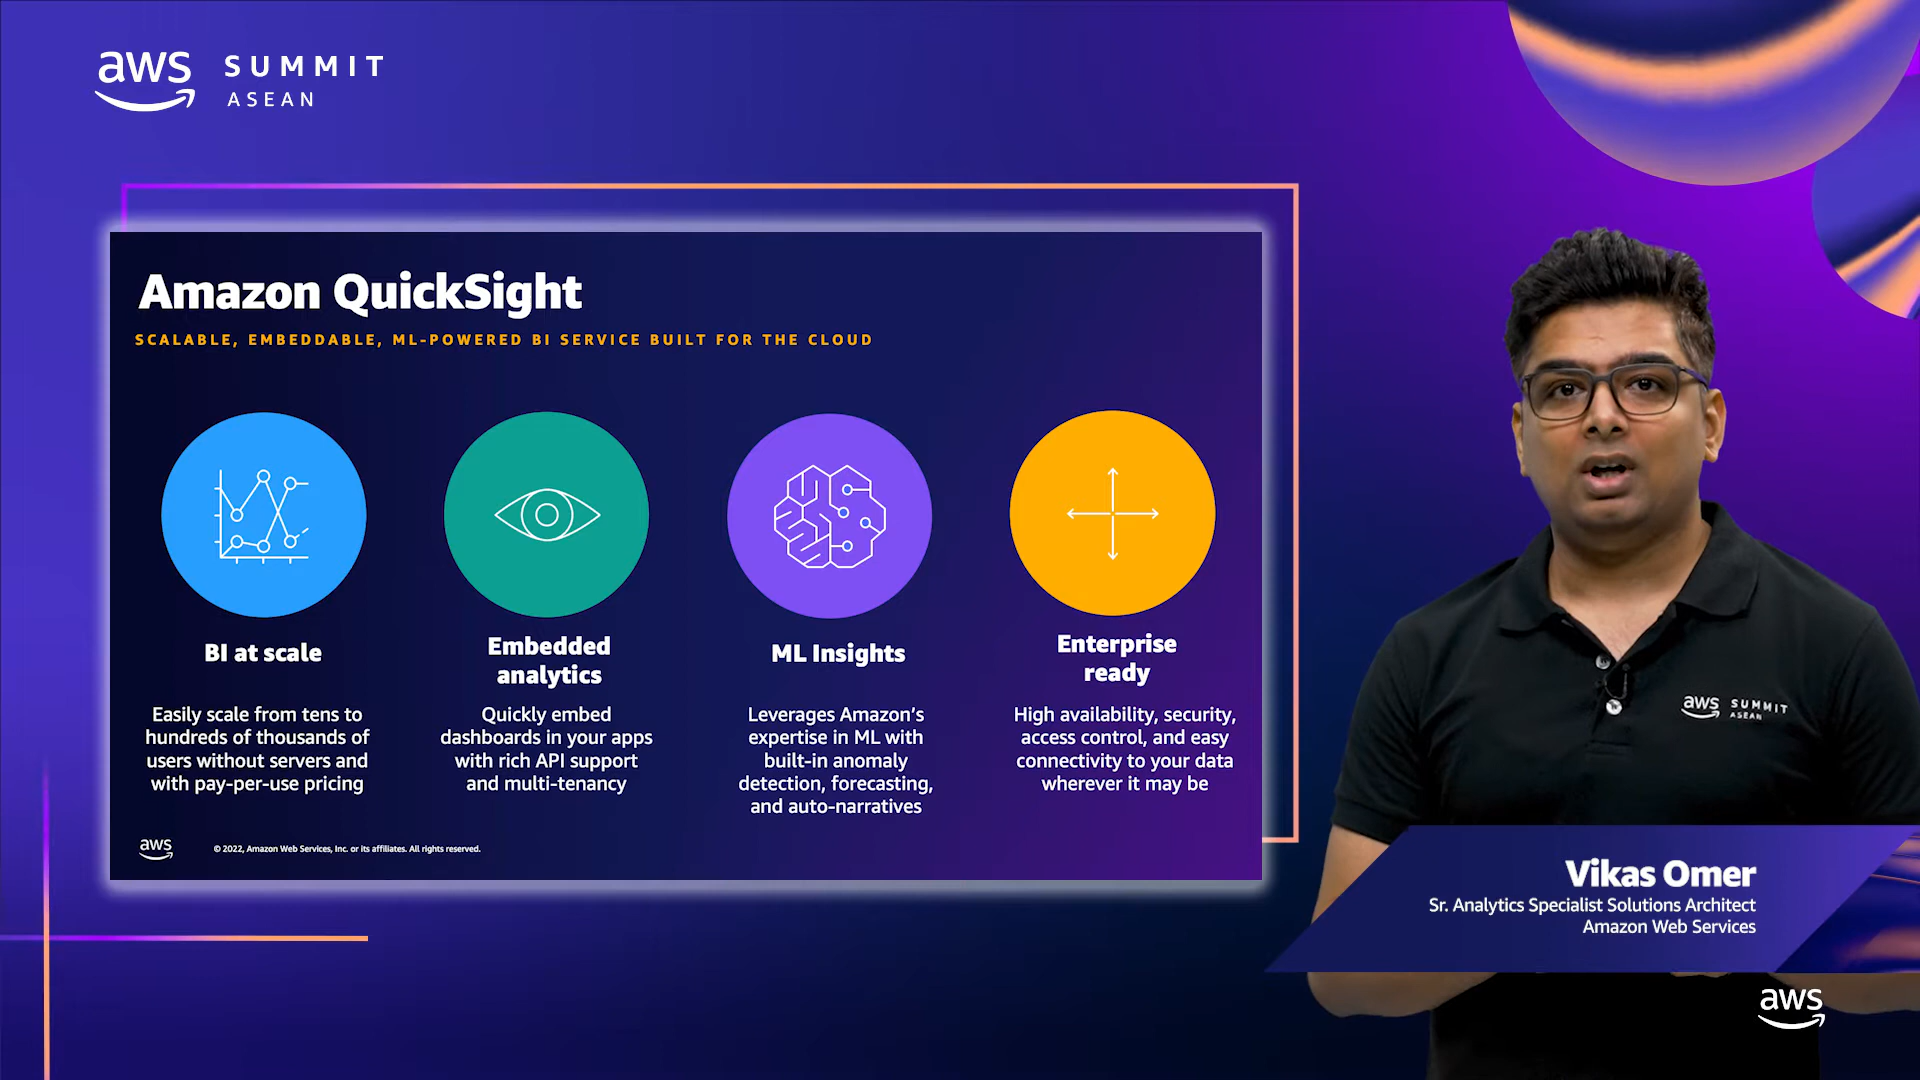 aws SUMMIT
ASEAN
Amazon QuickSight
SCALABLE, EMBEDDABLE, ML-POWERED BI SERVICE BUILT FOR THE CLOUD
BI at scale
Easily scale from tens to
hundreds of thousands of
users without servers and
with pay-per-use pricing
Embedded
analytics
Quickly embed
dashboards in your apps
with rich API support
and multi-tenancy
ML Insights
Leverages Amazon’s
expertise in ML with
built-in anomaly
detection, forecasting,
and auto-narratives
Enterprise
ready
High availability, security,
access control, and easy
connectivity to your data
wherever it may be
aws
© 2022, Amazon Web Services, Inc. or its affiliates. All rights reserved.
aws SUMMIT
ASEAN
Vikas Omer
Sr. Analytics Specialist Solutions Architect
Amazon Web Services
aws